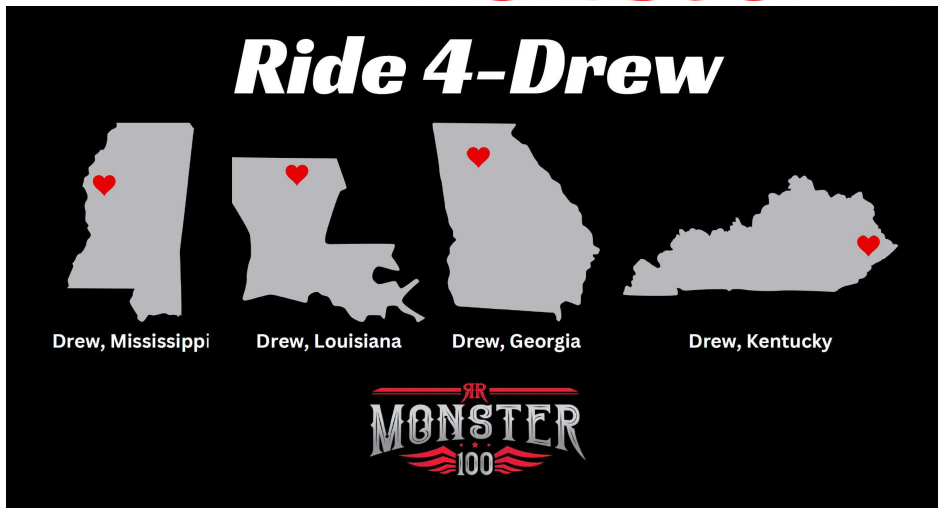 Ride 4-Drew
Drew, Mississippi
Drew, Louisiana
Drew, Georgia
Drew, Kentucky
RR
MONSTER
100